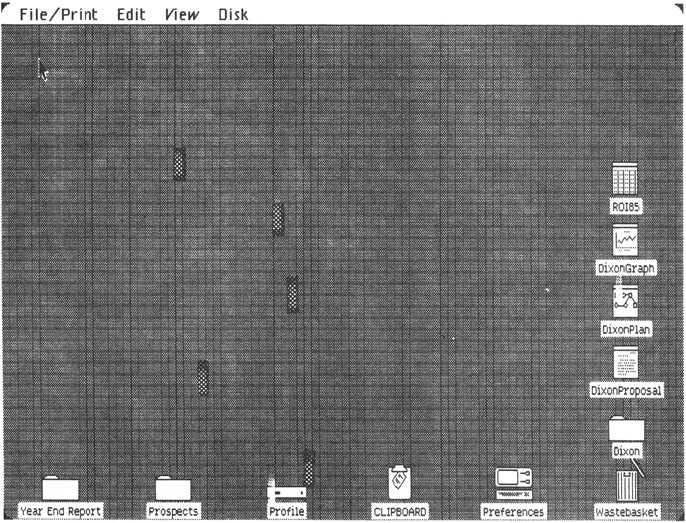 File/Print Edit View Disk
ROI85
DixonGraph
DixonPlan
DixonProposal
Dixon
Year End Report Prospects Profile CLIPBOARD Preferences Wastebasket